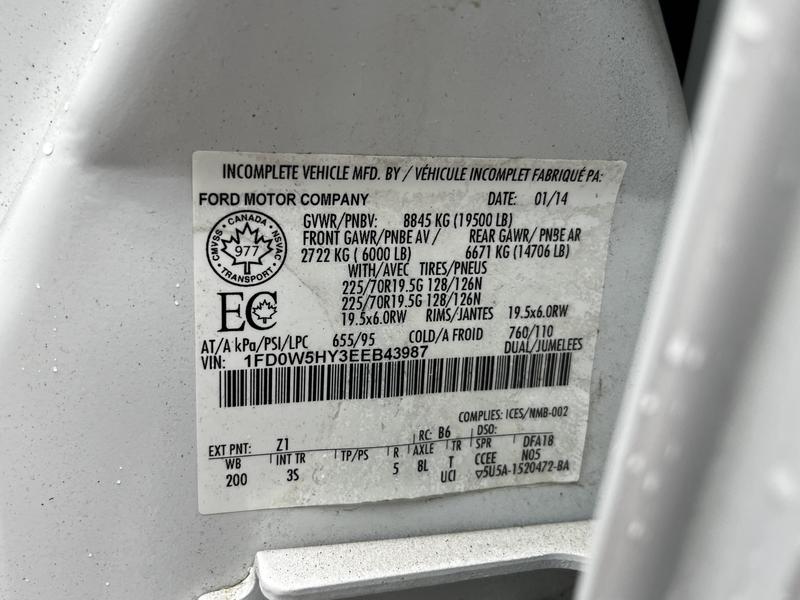 INCOMPLETE VEHICLE MFD. BY / VÉHICULE INCOMPLET FABRIQUÉ PA:
FORD MOTOR COMPANY DATE: 01/14
GVWR/PNBV: 8845 KG (19500 LB)
FRONT GAWR/PNBE AV / REAR GAWR/ PNBE AR
2722 KG ( 6000 LB) 6671 KG (14706 LB)
WITH/AVEC TIRES/PNEUS
225/70R19.5G 128/126N
225/70R19.5G 128/126N
19.5x6.0RW RIMS/JANTES 19.5x6.0RW
CMVSS • CANADA • NSVAC • TRANSPORT •
977
EC
AT/A kPa/PSI/LPC 655/95 COLD/A FROID 760/110
VIN: 1FD0W5HY3EEB43987 DUAL/JUMELEES
COMPLIES: ICES/NMB-002
EXT PNT: Z1 RC: B6 DSO:
WB INT TR TP/PS R AXLE TR SPR DFA18
200 3S 5 8L T CCEE N05
UCI ▽5U5A-1520472-BA